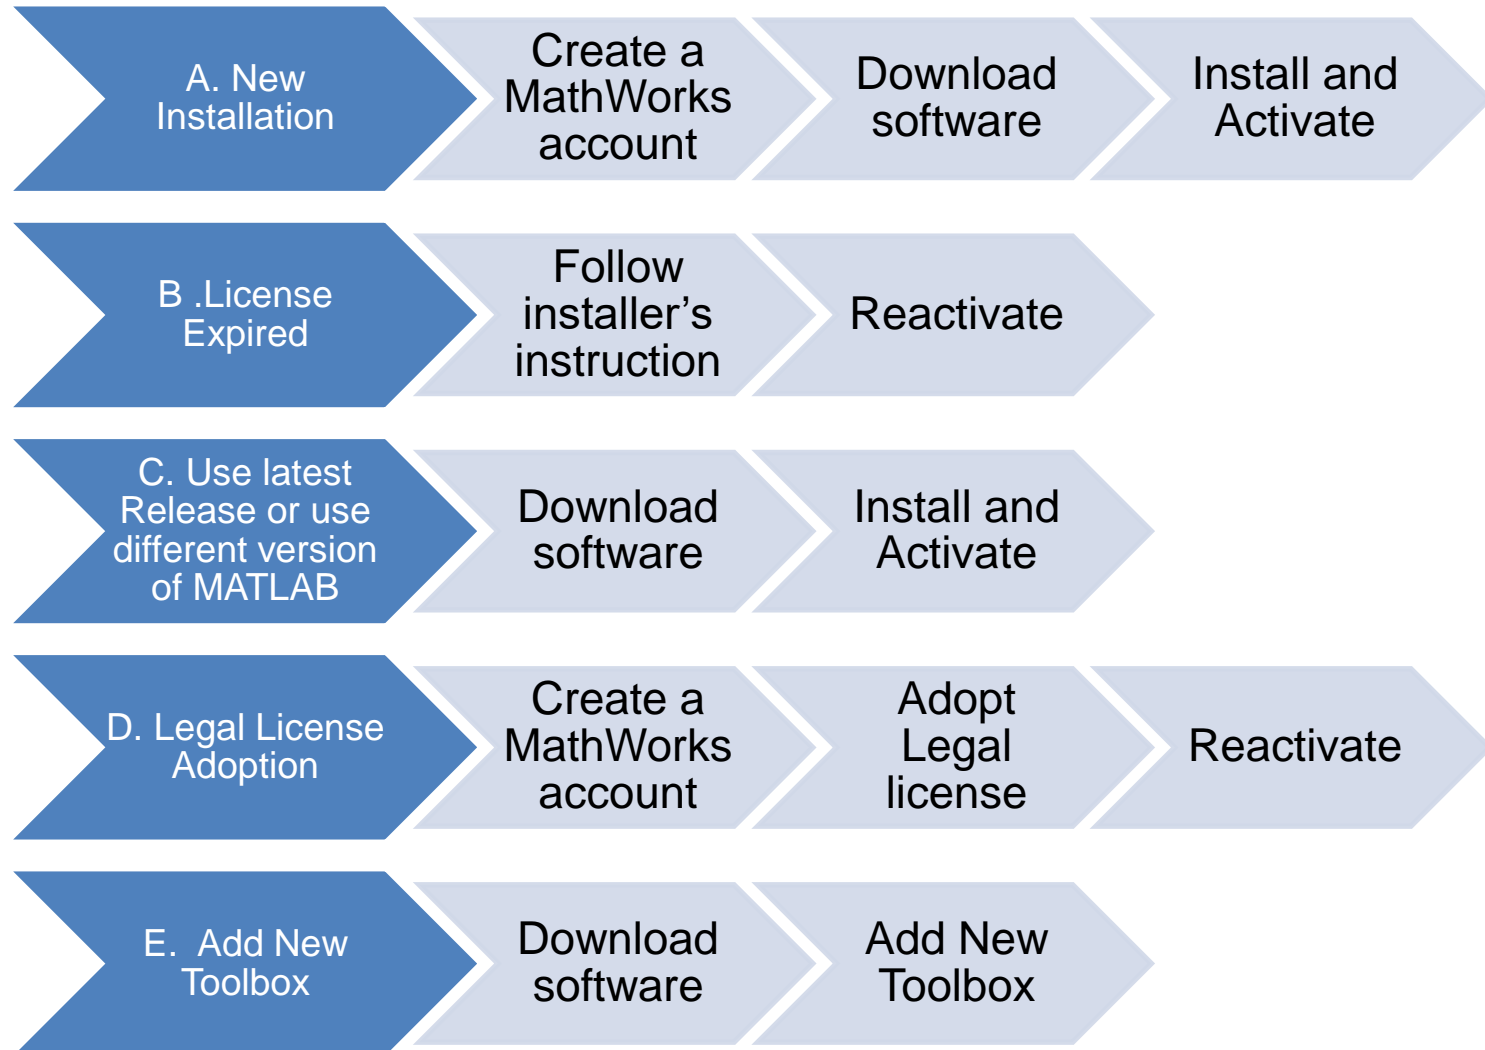 A. New
Installation
Create a
MathWorks
account
Download
software
Install and
Activate
B .License
Expired
Follow
installer’s
instruction
Reactivate
C. Use latest
Release or use
different version
of MATLAB
Download
software
Install and
Activate
D. Legal License
Adoption
Create a
MathWorks
account
Adopt
Legal
license
Reactivate
E.  Add New
Toolbox
Download
software
Add New
Toolbox